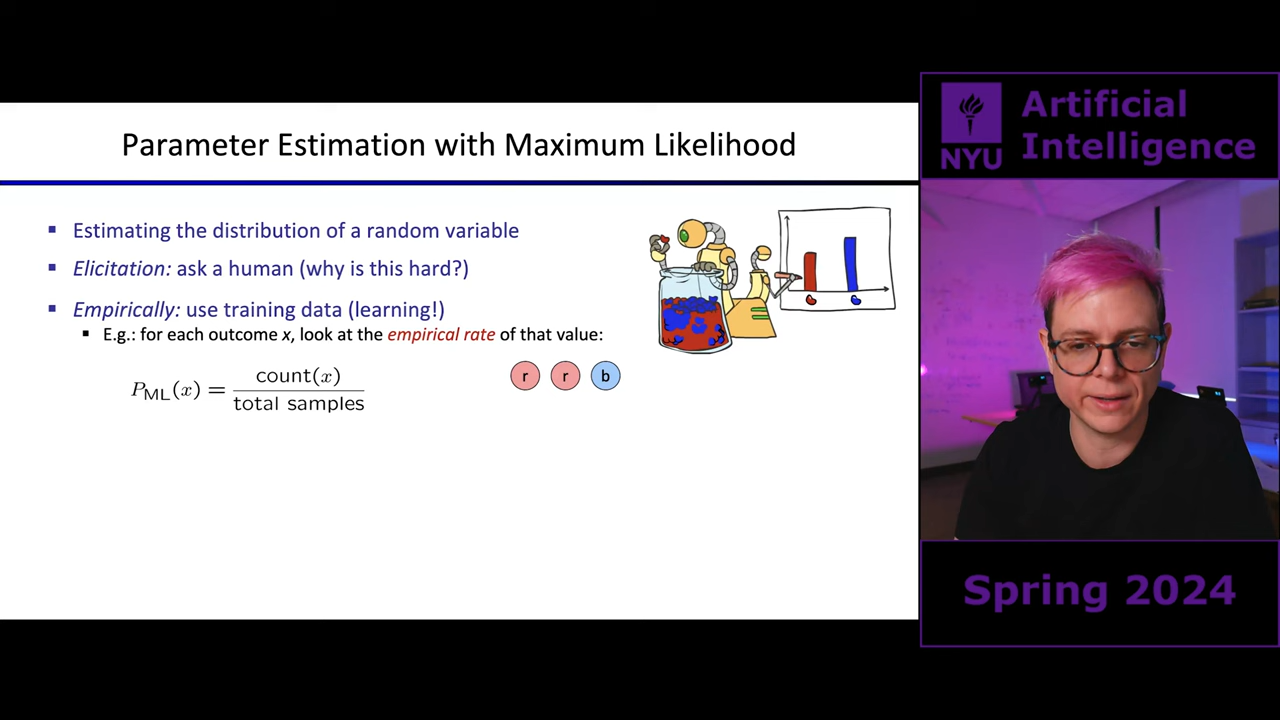 Parameter Estimation with Maximum Likelihood
▪ Estimating the distribution of a random variable
▪ Elicitation: ask a human (why is this hard?)
▪ Empirically: use training data (learning!)
▪ E.g.: for each outcome x, look at the empirical rate of that value:
P_ML(x) = count(x) / total samples
r r b
NYU
Artificial
Intelligence
Spring 2024